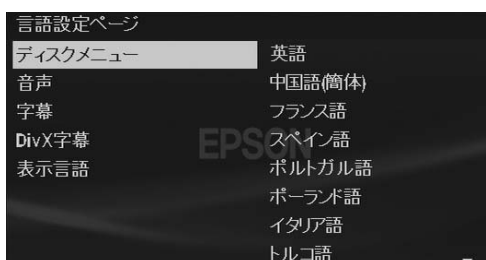 言語設定ページ
ディスクメニュー
音声
字幕
DivX字幕
表示言語
英語
中国語(簡体)
フランス語
スペイン語
ポルトガル語
ポーランド語
イタリア語
トルコ語
EPSON